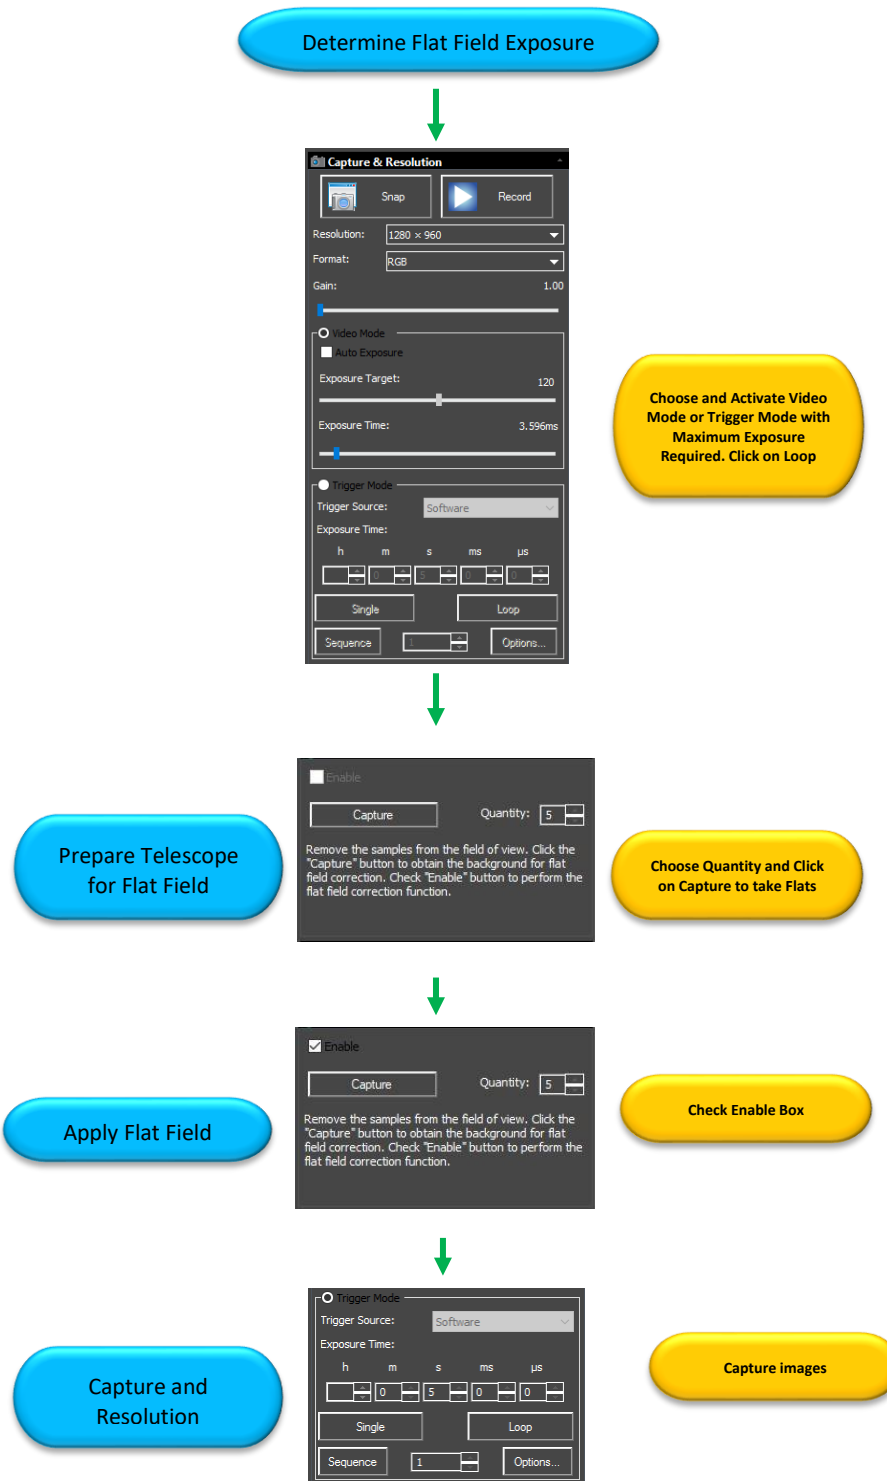 Determine Flat Field Exposure
Capture & Resolution
Snap
Record
Resolution:
1280 × 960
Format:
RGB
Gain:
1.00
Video Mode
Auto Exposure
Exposure Target:
120
Exposure Time:
3.596ms
Trigger Mode
Trigger Source:
Software
Exposure Time:
h m s ms µs
0 5 0 0
Single
Loop
Sequence
1
Options...
Choose and Activate Video
Mode or Trigger Mode with
Maximum Exposure
Required. Click on Loop
Prepare Telescope
for Flat Field
Enable
Capture
Quantity: 5
Remove the samples from the field of view. Click the
"Capture" button to obtain the background for flat
field correction. Check "Enable" button to perform the
flat field correction function.
Choose Quantity and Click
on Capture to take Flats
Apply Flat Field
Enable
Capture
Quantity: 5
Remove the samples from the field of view. Click the
"Capture" button to obtain the background for flat
field correction. Check "Enable" button to perform the
flat field correction function.
Check Enable Box
Capture and
Resolution
Trigger Mode
Trigger Source:
Software
Exposure Time:
h m s ms µs
0 5 0 0
Single
Loop
Sequence
1
Options...
Capture images